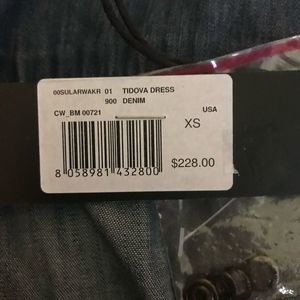 00SULARWAKR 01 TIDOVA DRESS
900 DENIM
CW_BM 00721 USA
XS
$228.00
8 058981 432800